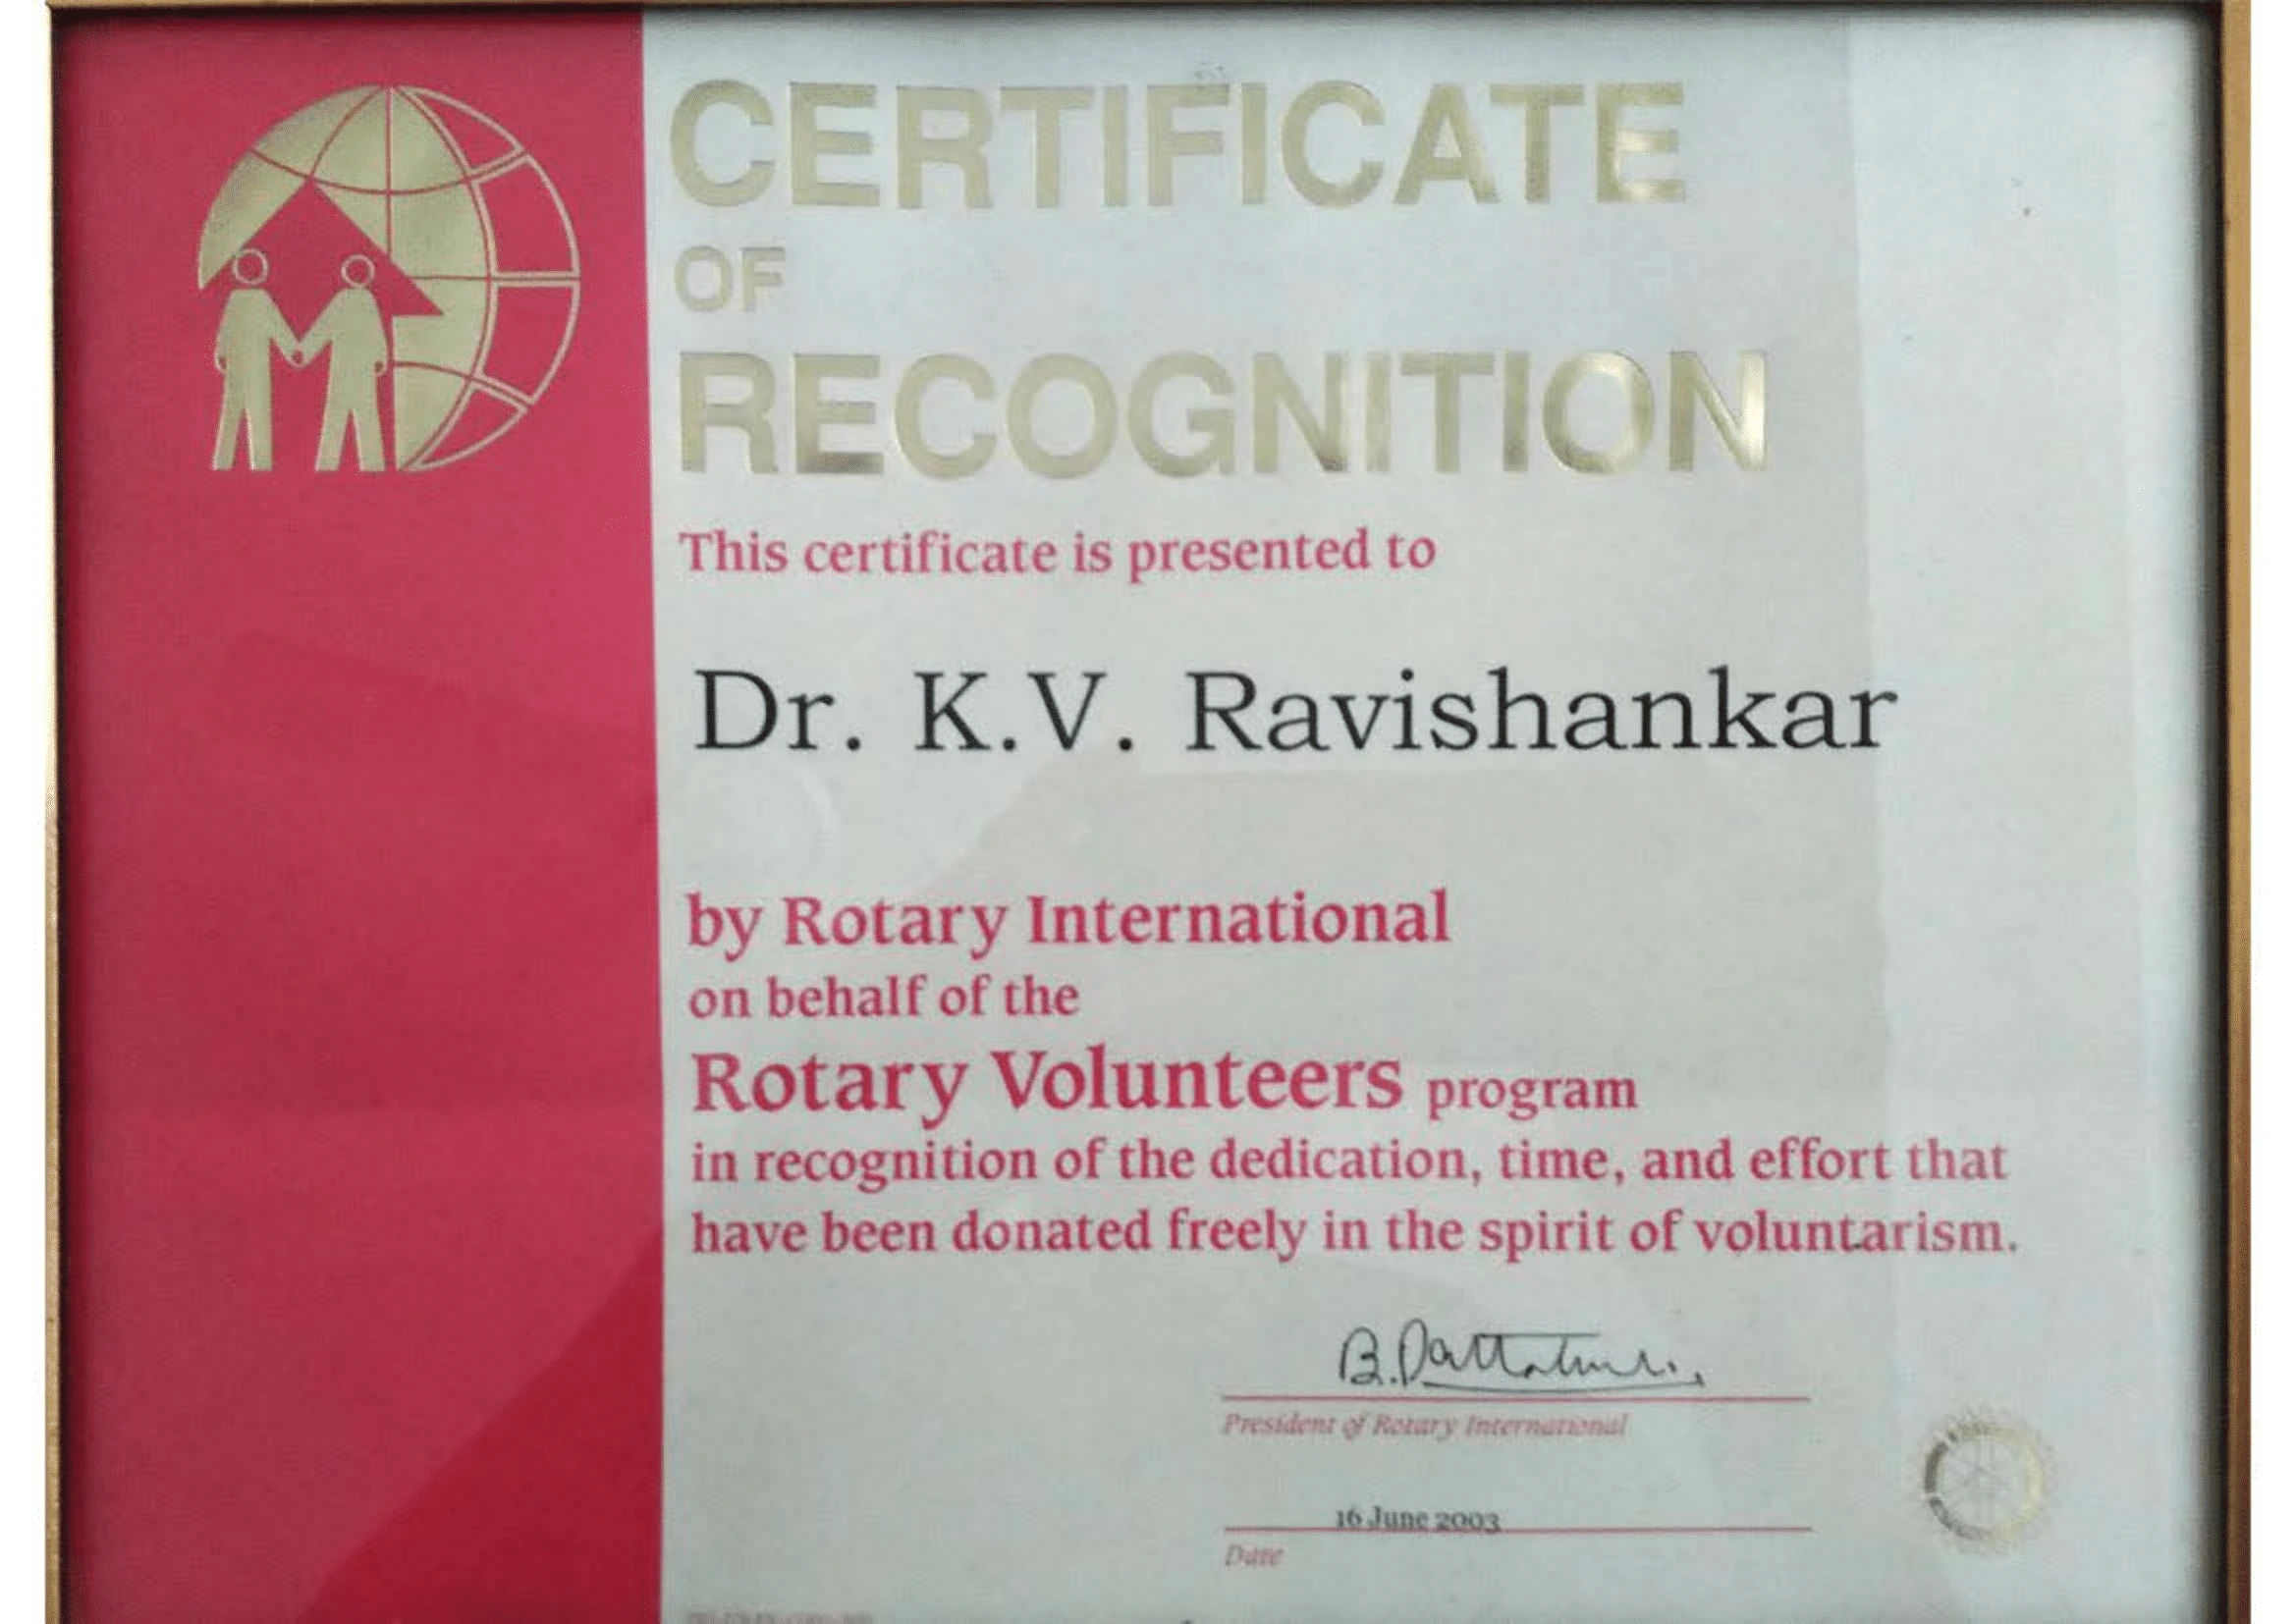 CERTIFICATE
OF
RECOGNITION
This certificate is presented to
Dr. K.V. Ravishankar
by Rotary International
on behalf of the
Rotary Volunteers program
in recognition of the dedication, time, and effort that
have been donated freely in the spirit of voluntarism.
President of Rotary International
16 June 2003
Date